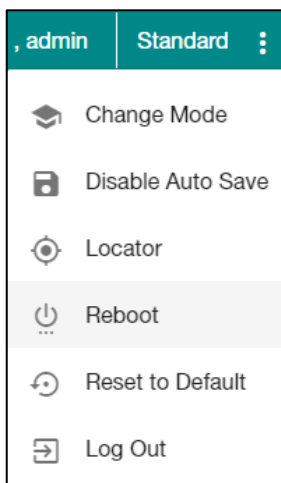 , admin Standard
Change Mode
Disable Auto Save
Locator
Reboot
Reset to Default
Log Out